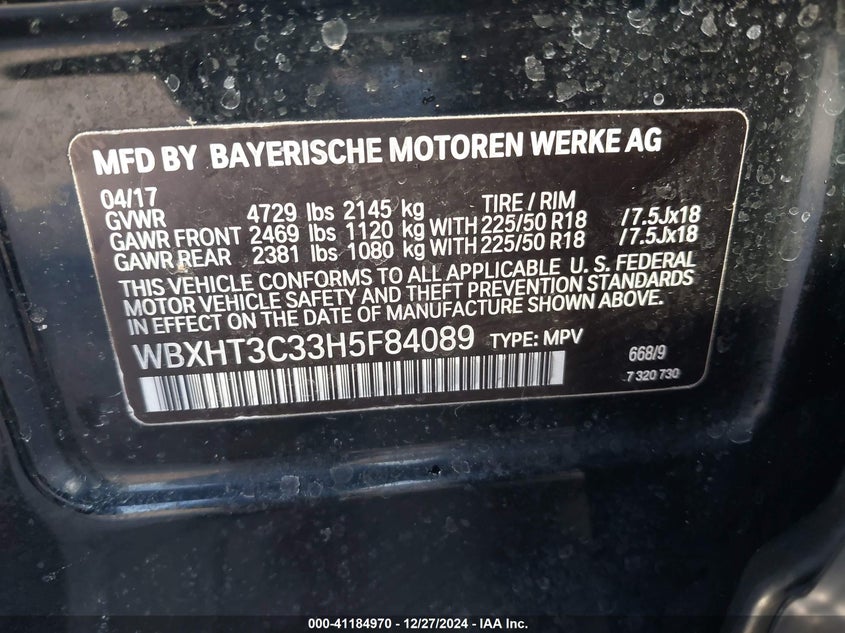 MFD BY BAYERISCHE MOTOREN WERKE AG
04/17 TIRE / RIM
GVWR 4729 lbs 2145 kg
GAWR FRONT 2469 lbs 1120 kg WITH 225/50 R18 /7.5Jx18
GAWR REAR 2381 lbs 1080 kg WITH 225/50 R18 /7.5Jx18
THIS VEHICLE CONFORMS TO ALL APPLICABLE U. S. FEDERAL
MOTOR VEHICLE SAFETY AND THEFT PREVENTION STANDARDS
IN EFFECT ON THE DATE OF MANUFACTURE SHOWN ABOVE.
WBXHT3C33H5F84089 TYPE: MPV
668/9
7 320 730
000-41184970 - 12/27/2024 - IAA Inc.